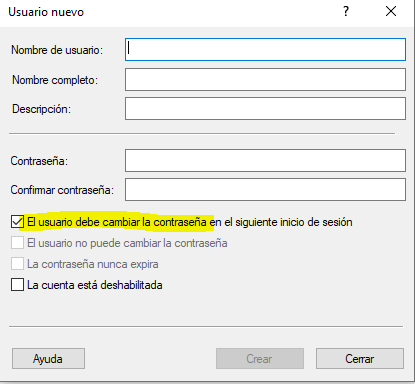 Usuario nuevo ? ×
Nombre de usuario:
Nombre completo:
Descripción:
Contraseña:
Confirmar contraseña:
El usuario debe cambiar la contraseña en el siguiente inicio de sesión
El usuario no puede cambiar la contraseña
La contraseña nunca expira
La cuenta está deshabilitada
Ayuda Crear Cerrar